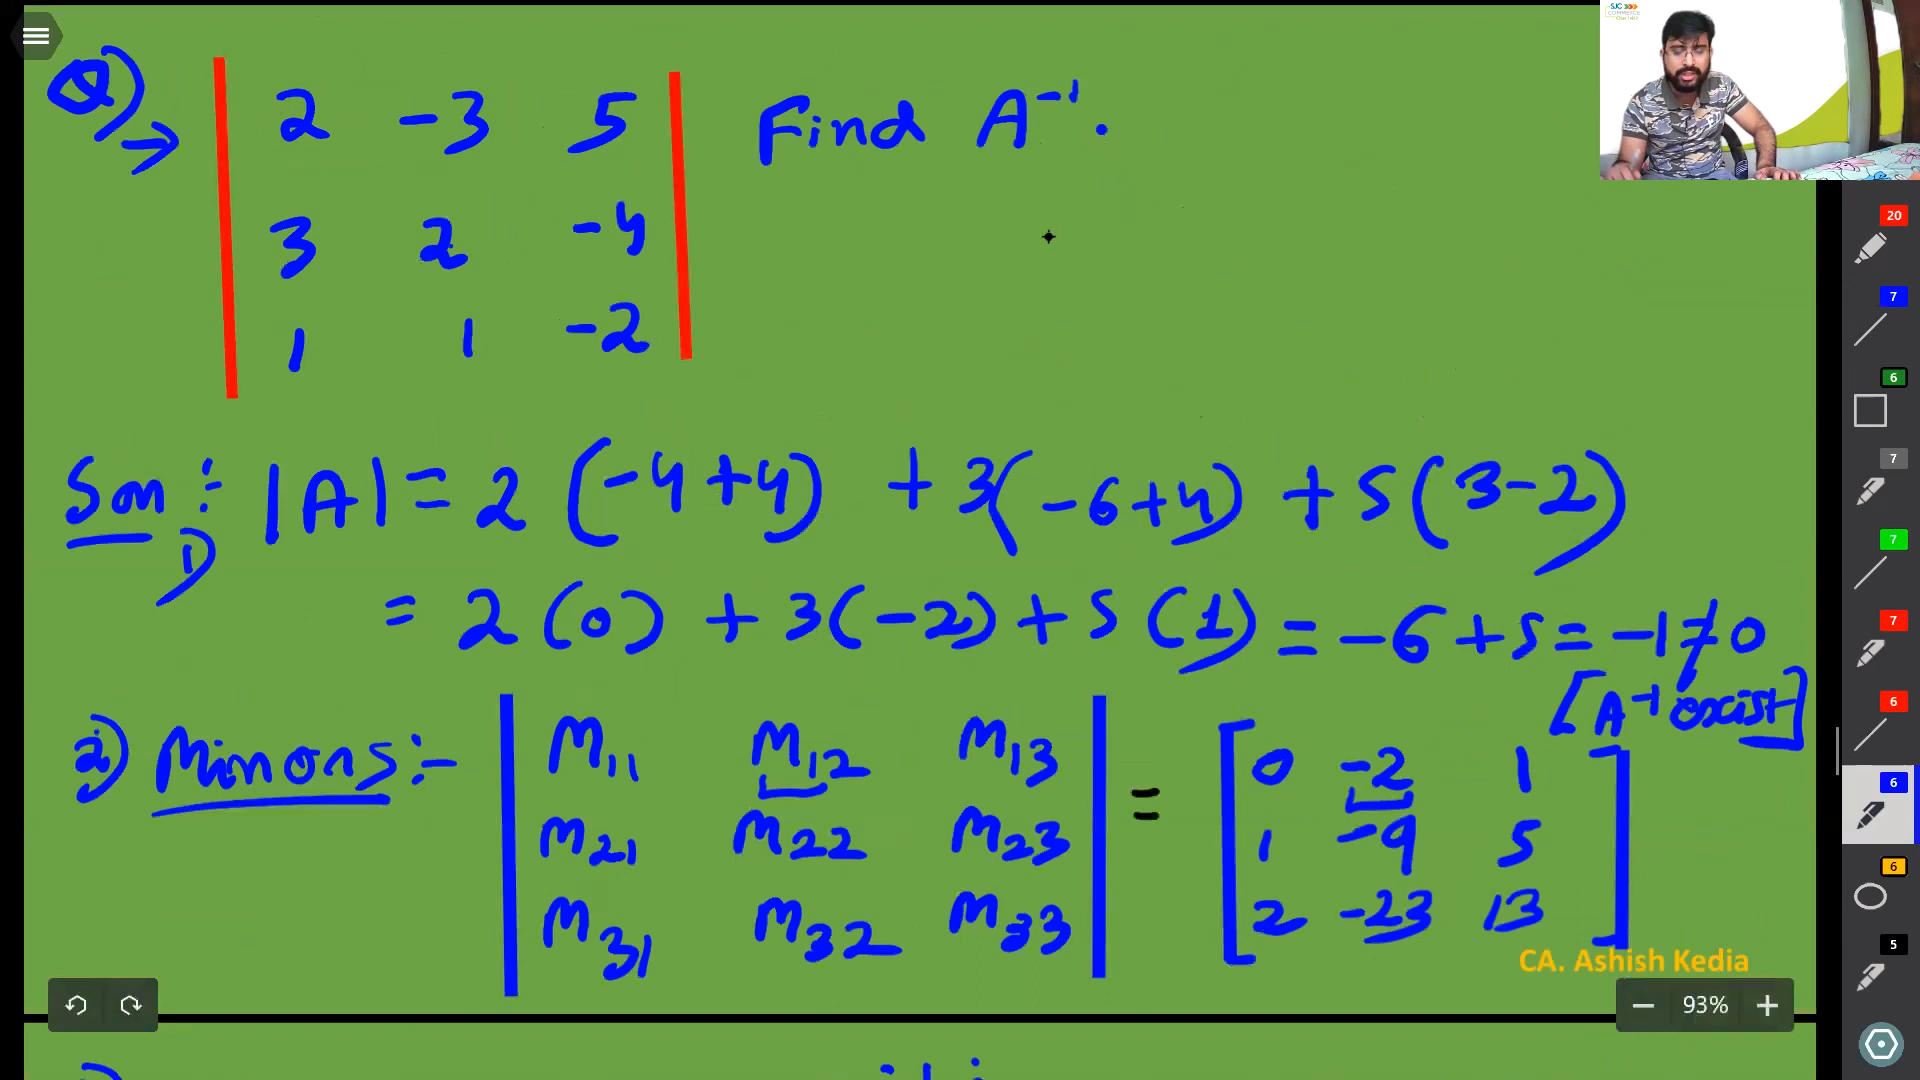 SJC
COMMERCE
Q) → | 2 -3 5 | Find A⁻¹.
| 3 2 -4 |
| 1 1 -2 |
Soln :- |A| = 2 (-4+4) + 3(-6+4) + 5(3-2)
1)
= 2(0) + 3(-2) + 5(1) = -6+5 = -1 ≠ 0
[A⁻¹ exist]
2) Minors :- | M11 M12 M13 | = [ 0 -2 1 ]
| M21 M22 M23 | [ 1 -9 5 ]
| M31 M32 M33 | [ 2 -23 13 ]
CA. Ashish Kedia
93%
20
7
6
7
7
7
6
6
6
5